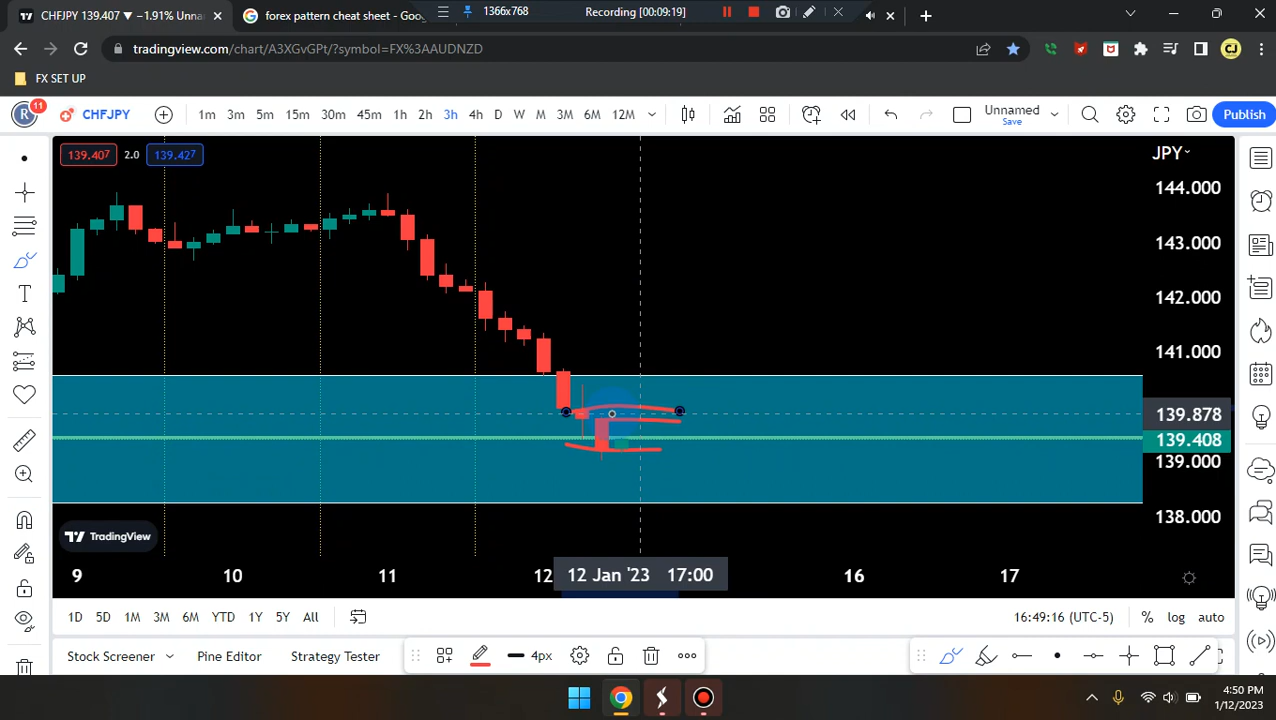 CHFJPY 139.407 ▼ −1.91% Unnar
forex pattern cheat sheet - Goo
1366x768
Recording [00:09:19]
tradingview.com/chart/A3XGvGPt/?symbol=FX%3AAUDNZD
CJ
FX SET UP
R
11
CHFJPY
1m 3m 5m 15m 30m 45m 1h 2h 3h 4h D W M 3M 6M 12M
Unnamed
Save
Publish
139.407
2.0
139.427
JPY
144.000
143.000
142.000
141.000
139.878
139.408
139.000
138.000
TradingView
9 10 11 12 12 Jan '23 17:00 16 17
1D 5D 1M 3M 6M YTD 1Y 5Y All
16:49:16 (UTC-5)
% log auto
Stock Screener
Pine Editor
Strategy Tester
4px
4:50 PM
1/12/2023